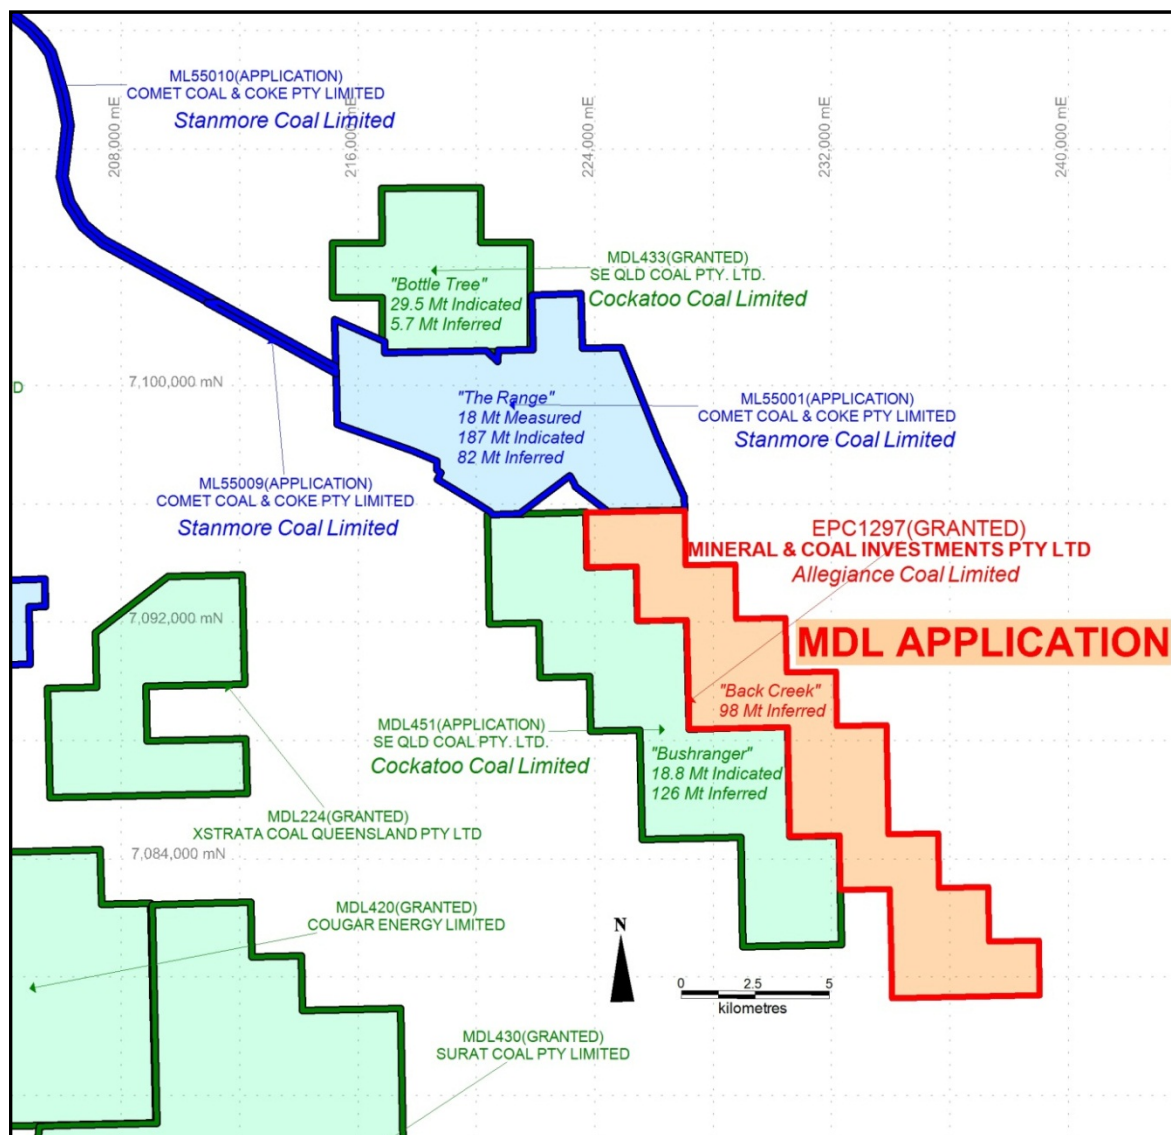 ML55010(APPLICATION)
COMET COAL & COKE PTY LIMITED
Stanmore Coal Limited
208,000 mE
216,000 mE
224,000 mE
232,000 mE
240,000 mE
MDL433(GRANTED)
SE QLD COAL PTY. LTD.
Cockatoo Coal Limited
"Bottle Tree"
29.5 Mt Indicated
5.7 Mt Inferred
7,100,000 mN
D
"The Range"
18 Mt Measured
187 Mt Indicated
82 Mt Inferred
ML55001(APPLICATION)
COMET COAL & COKE PTY LIMITED
Stanmore Coal Limited
ML55009(APPLICATION)
COMET COAL & COKE PTY LIMITED
Stanmore Coal Limited
EPC1297(GRANTED)
MINERAL & COAL INVESTMENTS PTY LTD
Allegiance Coal Limited
7,092,000 mN
MDL APPLICATION
"Back Creek"
98 Mt Inferred
MDL451(APPLICATION)
SE QLD COAL PTY. LTD.
Cockatoo Coal Limited
"Bushranger"
18.8 Mt Indicated
126 Mt Inferred
MDL224(GRANTED)
XSTRATA COAL QUEENSLAND PTY LTD
7,084,000 mN
MDL420(GRANTED)
COUGAR ENERGY LIMITED
N
0 2.5 5
kilometres
MDL430(GRANTED)
SURAT COAL PTY LIMITED